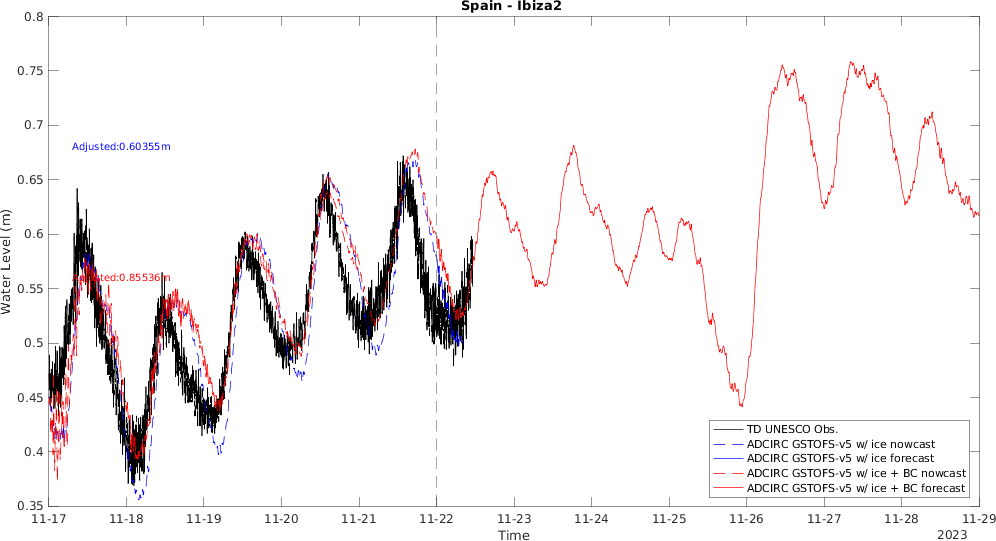 Spain - Ibiza2
0.8
0.75
0.7
0.65
0.6
0.55
0.5
0.45
0.4
0.35
Water Level (m)
Adjusted:0.60355m
Adjusted:0.85536m
TD UNESCO Obs.
ADCIRC GSTOFS-v5 w/ ice nowcast
ADCIRC GSTOFS-v5 w/ ice forecast
ADCIRC GSTOFS-v5 w/ ice + BC nowcast
ADCIRC GSTOFS-v5 w/ ice + BC forecast
11-17 11-18 11-19 11-20 11-21 11-22 11-23 11-24 11-25 11-26 11-27 11-28 11-29
Time
2023